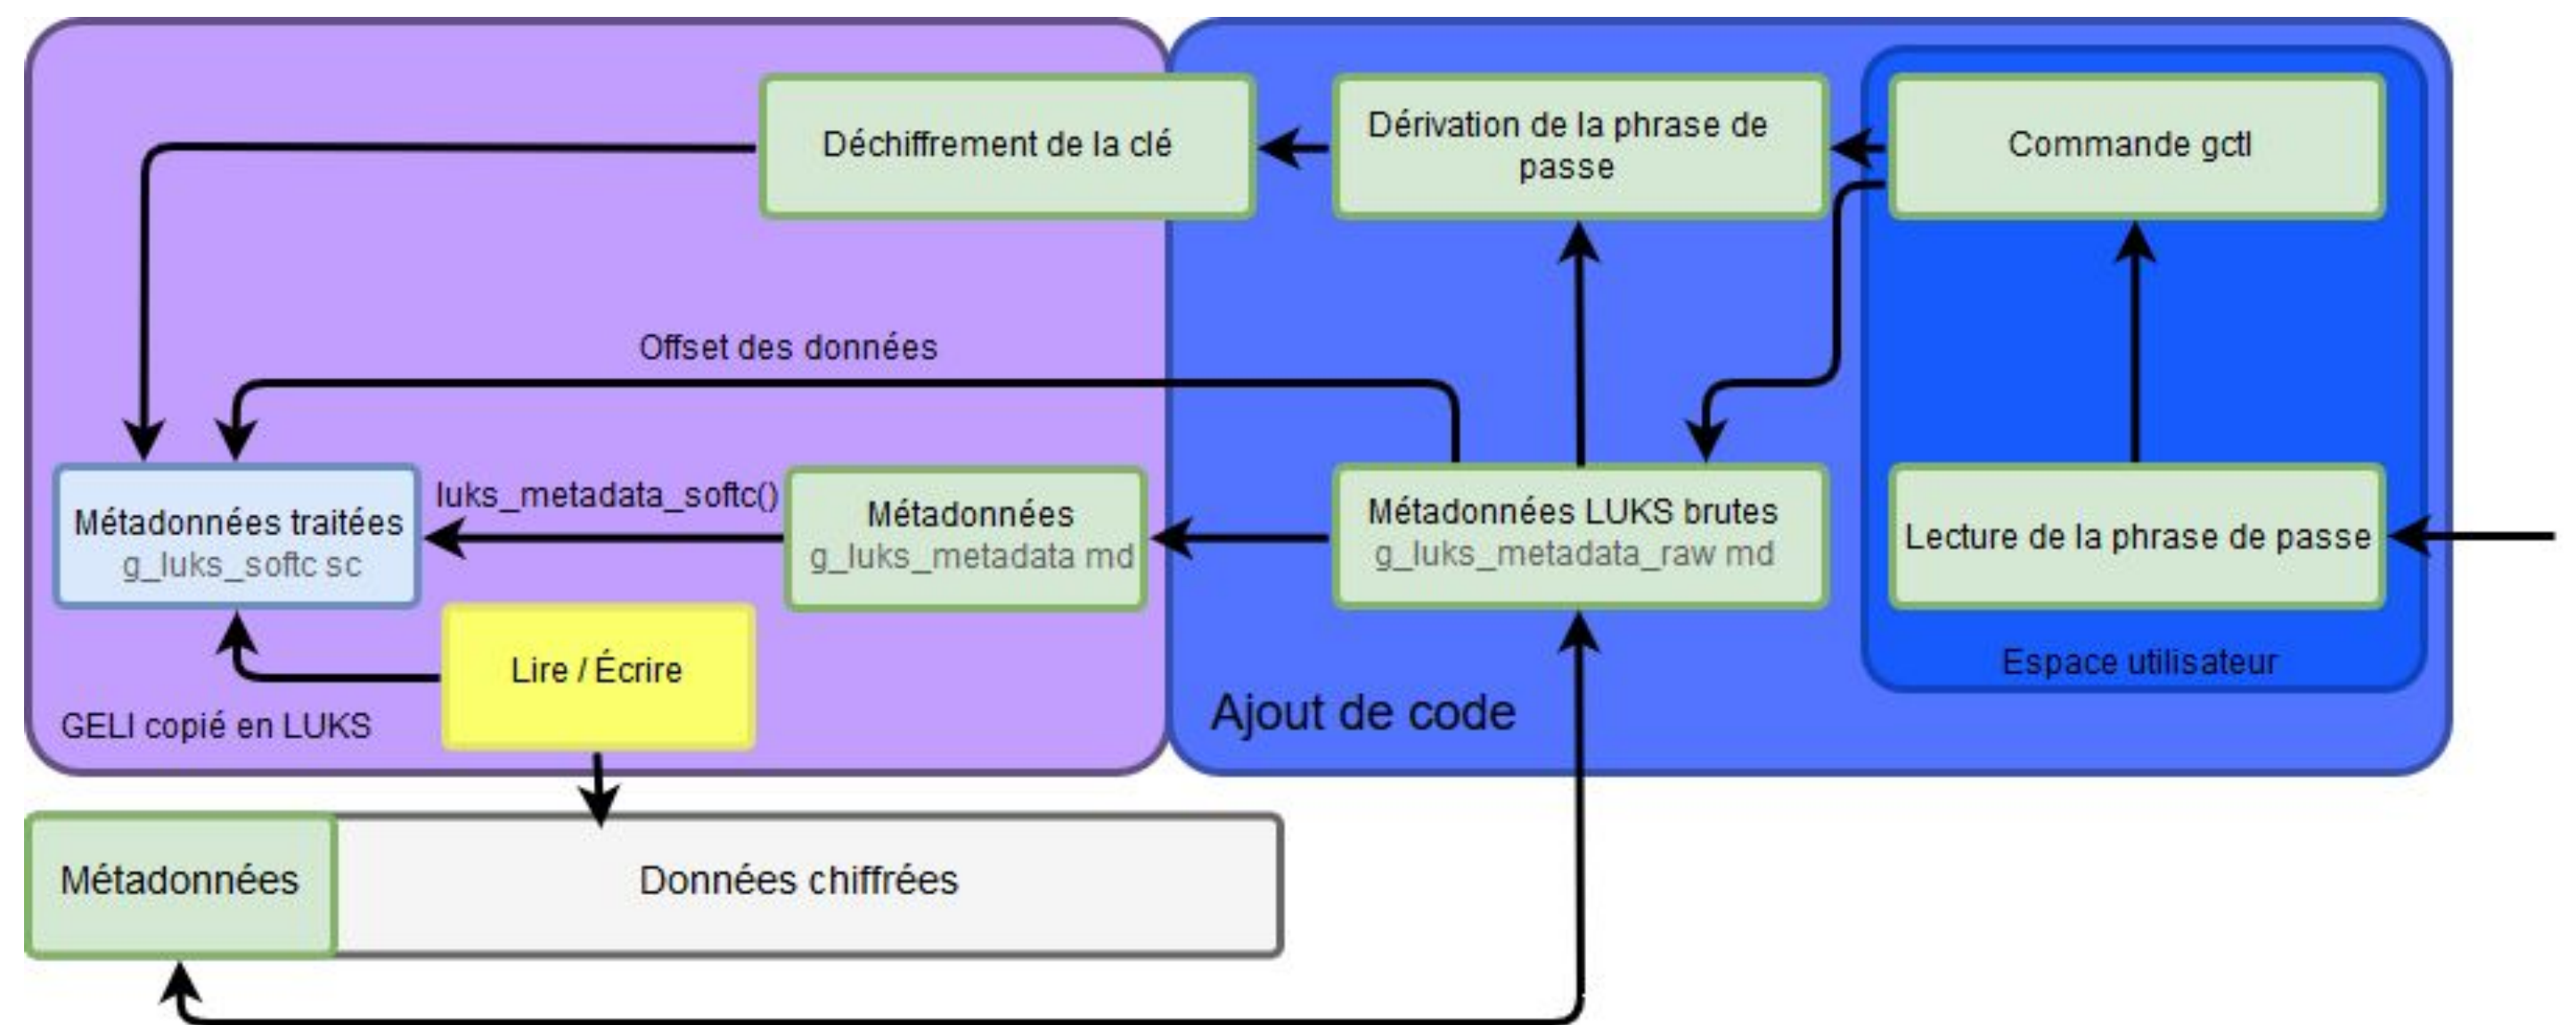 Déchiffrement de la clé
Dérivation de la phrase de
passe
Commande gctl
Offset des données
luks_metadata_softc()
Métadonnées traitées
g_luks_softc sc
Métadonnées
g_luks_metadata md
Métadonnées LUKS brutes
g_luks_metadata_raw md
Lecture de la phrase de passe
Lire / Écrire
Espace utilisateur
GELI copié en LUKS
Ajout de code
Métadonnées
Données chiffrées